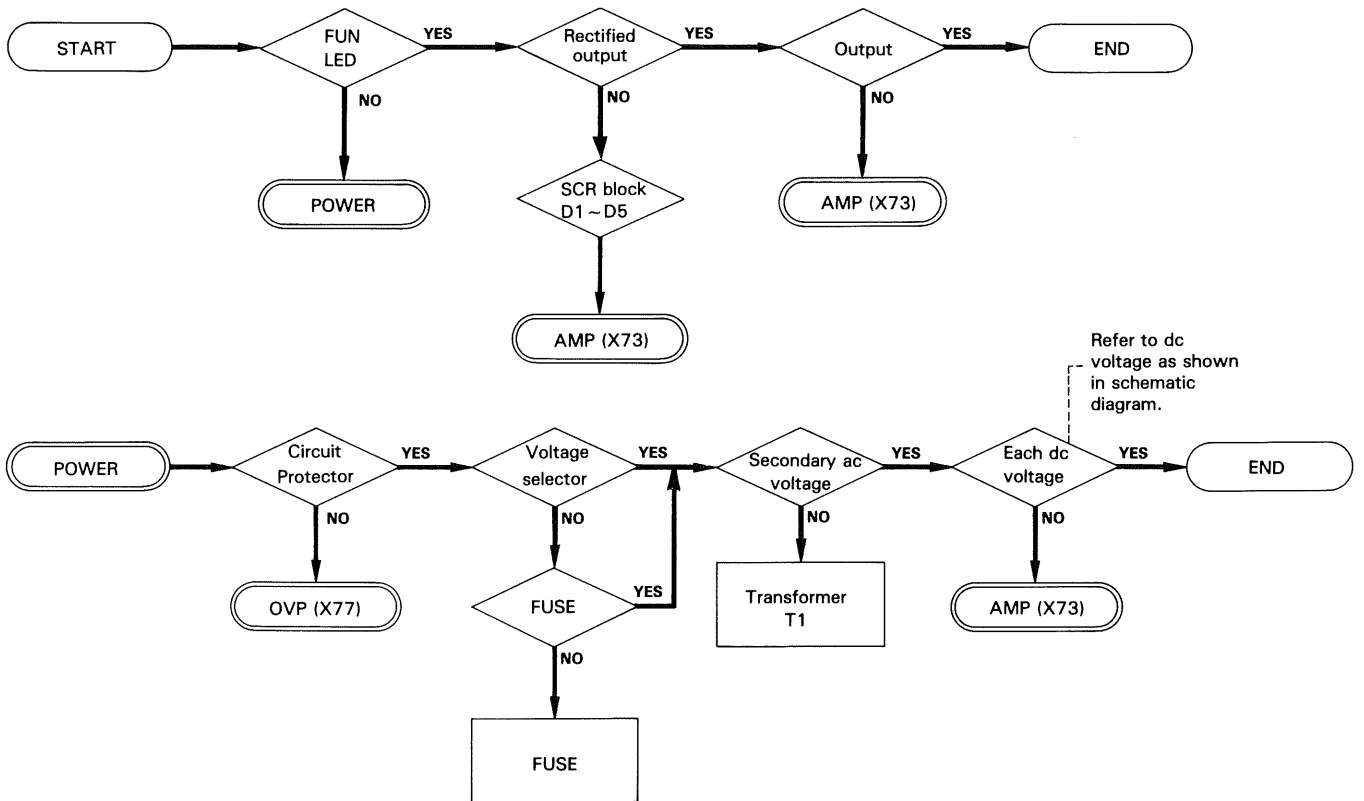 START
FUN
LED
YES
NO
Rectified
output
YES
NO
Output
YES
NO
END
POWER
SCR block
D1 ~ D5
AMP (X73)
AMP (X73)
Refer to dc
voltage as shown
in schematic
diagram.
POWER
Circuit
Protector
YES
NO
Voltage
selector
YES
NO
Secondary ac
voltage
YES
NO
Each dc
voltage
YES
NO
END
OVP (X77)
FUSE
YES
NO
Transformer
T1
AMP (X73)
FUSE